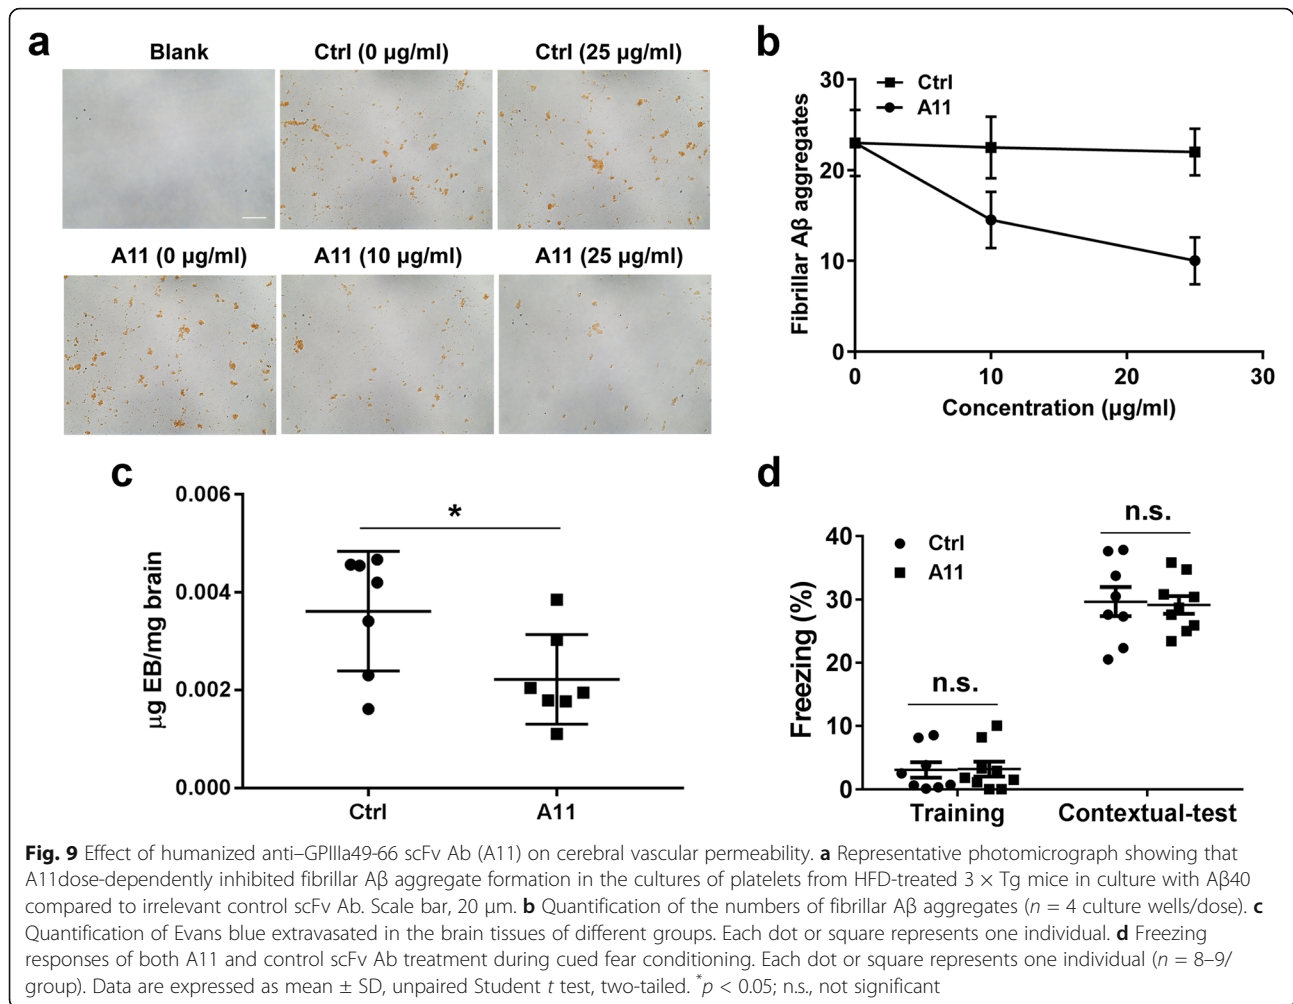 a
Blank
Ctrl (0 µg/ml)
Ctrl (25 µg/ml)
A11 (0 µg/ml)
A11 (10 µg/ml)
A11 (25 µg/ml)
b
Ctrl
A11
30
20
10
0
Fibrillar Aβ aggregates
0
10
20
30
Concentration (µg/ml)
c
0.006
0.004
0.002
0.000
µg EB/mg brain
*
Ctrl
A11
d
Ctrl
A11
40
30
20
10
0
Freezing (%)
n.s.
n.s.
Training
Contextual-test
Fig. 9 Effect of humanized anti–GPIIIa49-66 scFv Ab (A11) on cerebral vascular permeability. a Representative photomicrograph showing that
A11dose-dependently inhibited fibrillar Aβ aggregate formation in the cultures of platelets from HFD-treated 3 × Tg mice in culture with Aβ40
compared to irrelevant control scFv Ab. Scale bar, 20 µm. b Quantification of the numbers of fibrillar Aβ aggregates (n = 4 culture wells/dose). c
Quantification of Evans blue extravasated in the brain tissues of different groups. Each dot or square represents one individual. d Freezing
responses of both A11 and control scFv Ab treatment during cued fear conditioning. Each dot or square represents one individual (n = 8–9/
group). Data are expressed as mean ± SD, unpaired Student t test, two-tailed. *p < 0.05; n.s., not significant